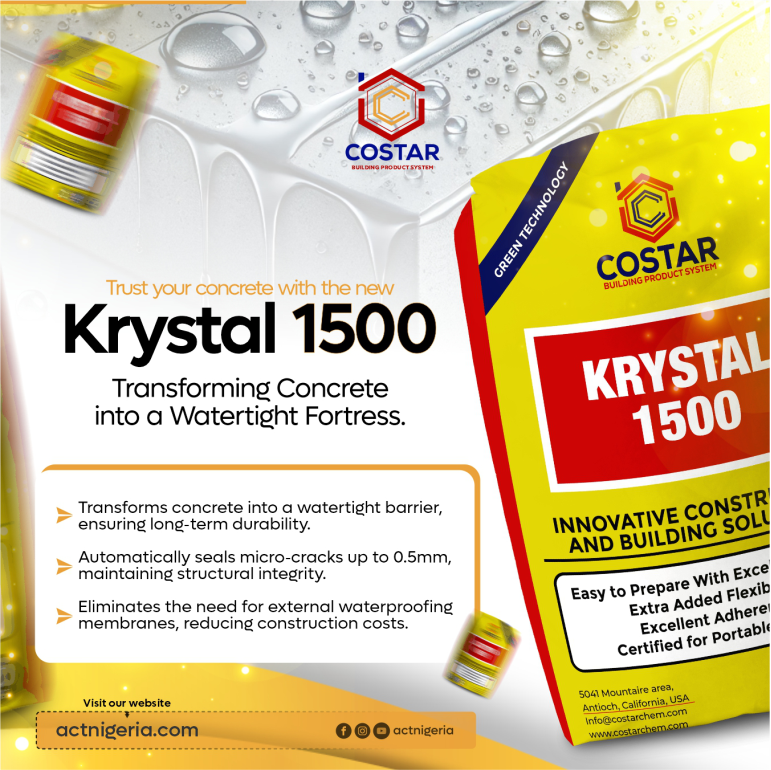 COSTAR
BUILDING PRODUCT SYSTEM
Trust your concrete with the new
Krystal 1500
Transforming Concrete
into a Watertight Fortress.
Transforms concrete into a watertight barrier,
ensuring long-term durability.
Automatically seals micro-cracks up to 0.5mm,
maintaining structural integrity.
Eliminates the need for external waterproofing
membranes, reducing construction costs.
Visit our website
actnigeria.com
actnigeria
GREEN TECHNOLOGY
COSTAR
BUILDING PRODUCT SYSTEM
KRYSTAL
1500
INNOVATIVE CONSTR
AND BUILDING SOLU
Easy to Prepare With Exce
Extra Added Flexib
Excellent Adhere
Certified for Portable
5041 Mountaire area,
Antioch, California, USA
Info@costarchem.com
www.costarchem.com